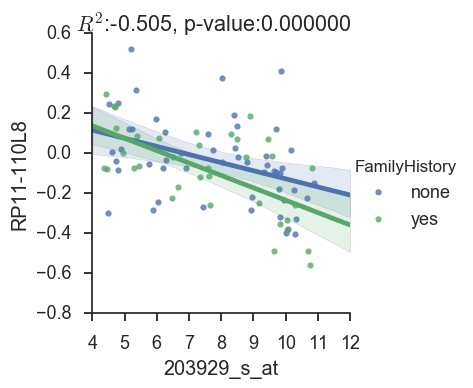 R²:-0.505, p-value:0.000000
0.6
0.4
0.2
0.0
−0.2
−0.4
−0.6
−0.8
RP11-110L8
4 5 6 7 8 9 10 11 12
203929_s_at
FamilyHistory
none
yes